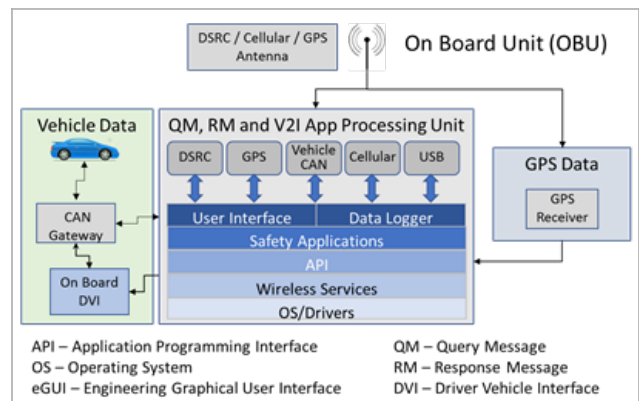 DSRC / Cellular / GPS
Antenna
On Board Unit (OBU)
Vehicle Data
CAN
Gateway
On Board
DVI
QM, RM and V2I App Processing Unit
DSRC
GPS
Vehicle
CAN
Cellular
USB
User Interface
Data Logger
Safety Applications
API
Wireless Services
OS/Drivers
GPS Data
GPS
Receiver
API – Application Programming Interface
OS – Operating System
eGUI – Engineering Graphical User Interface
QM – Query Message
RM – Response Message
DVI – Driver Vehicle Interface